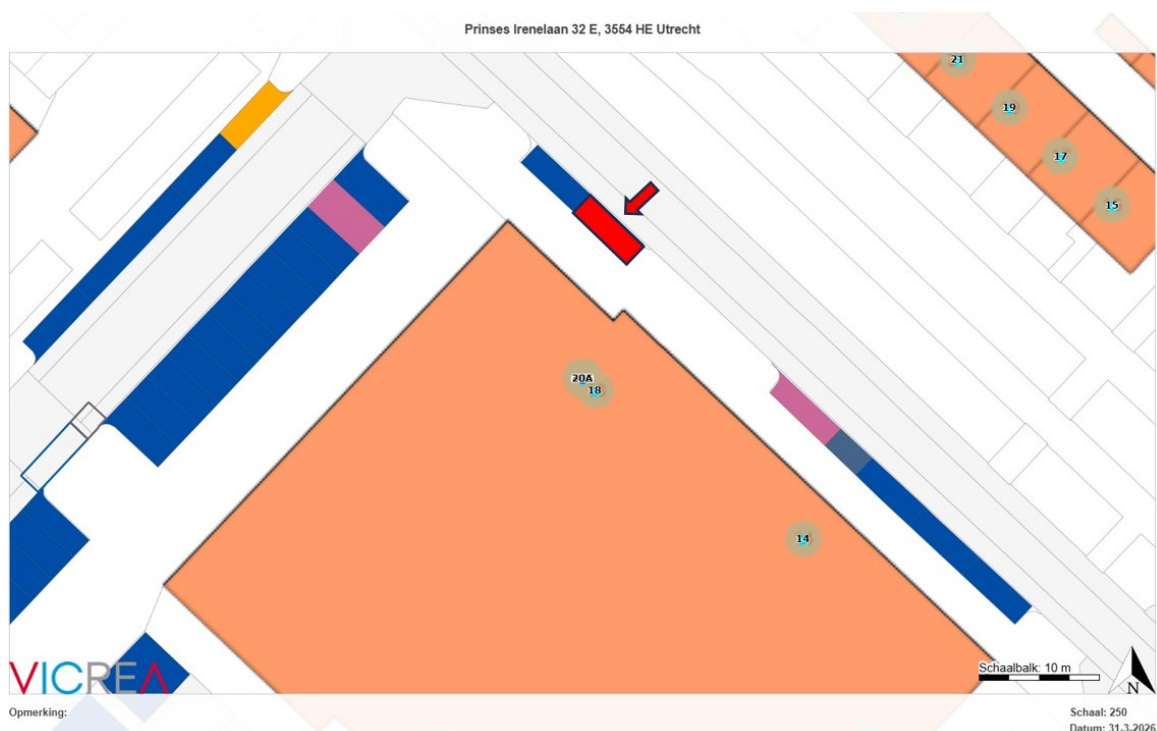 Prinses Irenelaan 32 E, 3554 HE Utrecht
21
19
17
15
20A
18
14
VICREA
Schaalbalk: 10 m
N
Opmerking:
Schaal: 250
Datum: 31-3-2026